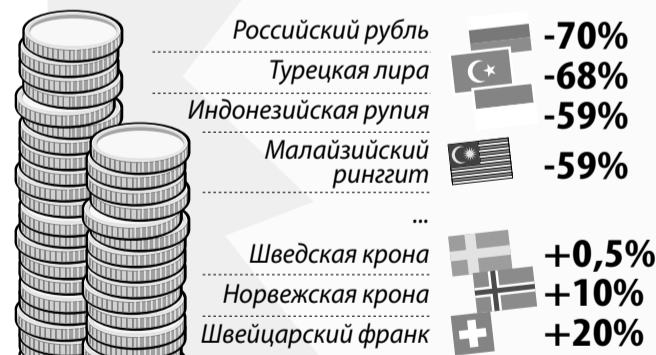 Российский рубль -70%
Турецкая лира -68%
Индонезийская рупия -59%
Малайзийский
ринггит -59%
...
Шведская крона +0,5%
Норвежская крона +10%
Швейцарский франк +20%